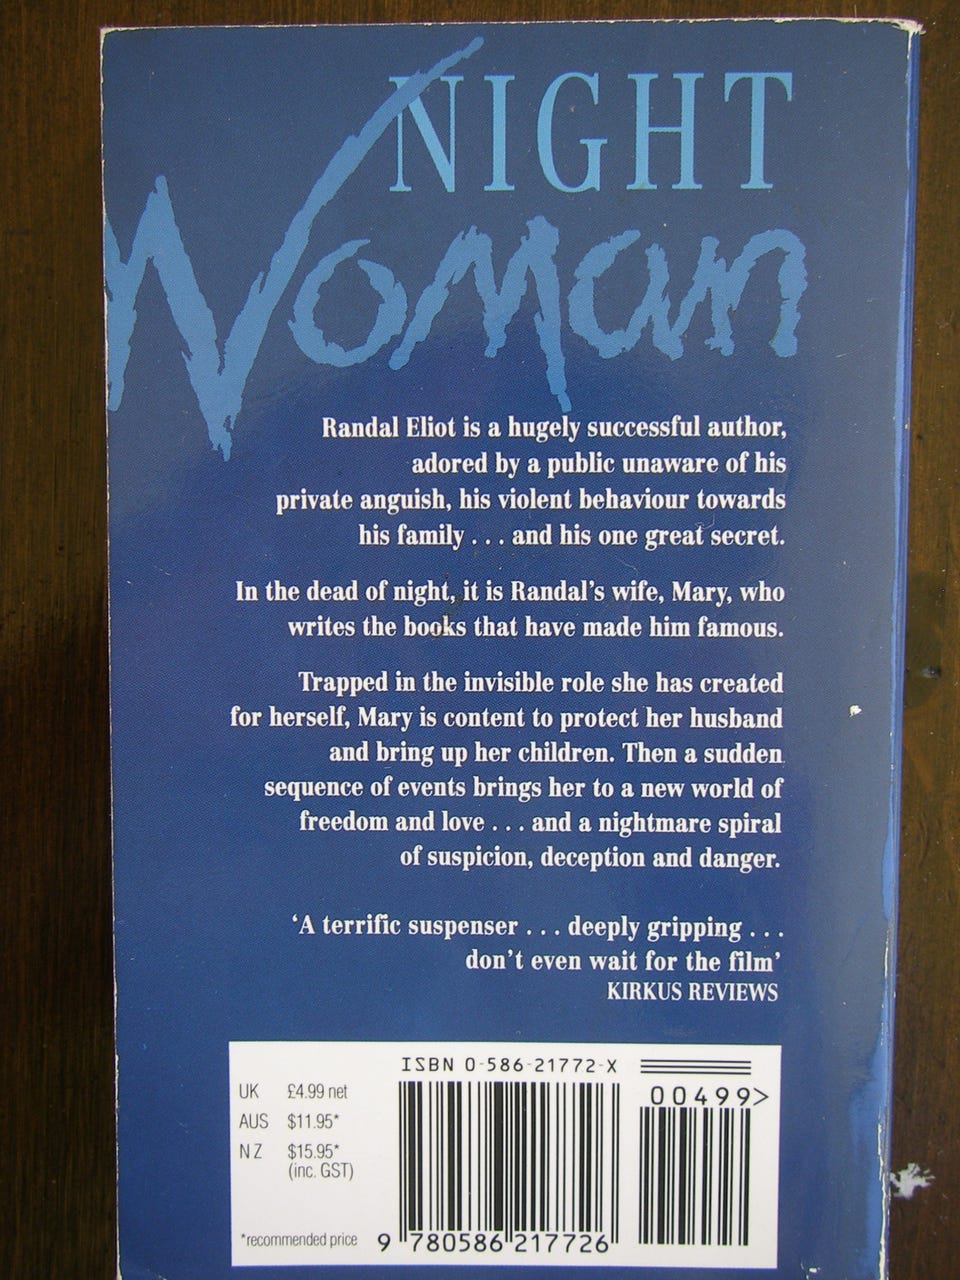 NIGHT
Woman
Randal Eliot is a hugely successful author,
adored by a public unaware of his
private anguish, his violent behaviour towards
his family . . . and his one great secret.
In the dead of night, it is Randal's wife, Mary, who
writes the books that have made him famous.
Trapped in the invisible role she has created
for herself, Mary is content to protect her husband
and bring up her children. Then a sudden
sequence of events brings her to a new world of
freedom and love . . . and a nightmare spiral
of suspicion, deception and danger.
'A terrific suspenser . . . deeply gripping . . .
don't even wait for the film'
KIRKUS REVIEWS
ISBN 0-586-21772-X
00499>
UK £4.99 net
AUS $11.95*
NZ $15.95*
(inc. GST)
*recommended price
9 780586 217726